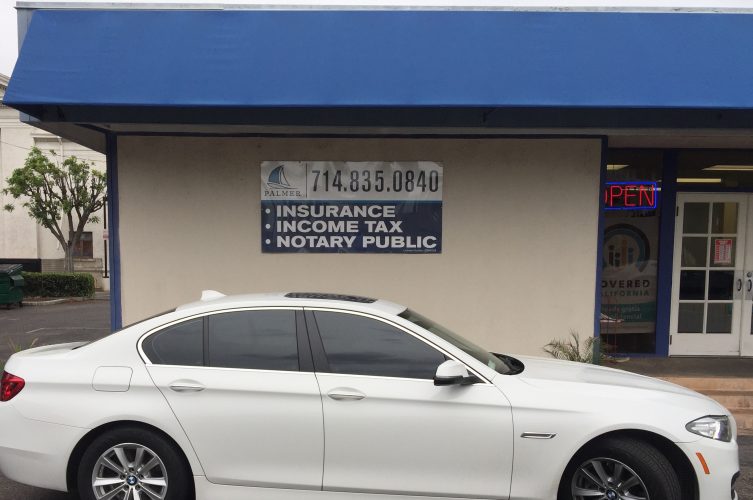 PALMER
714.835.0840
• INSURANCE
• INCOME TAX
• NOTARY PUBLIC
OPEN
COVERED
CALIFORNIA